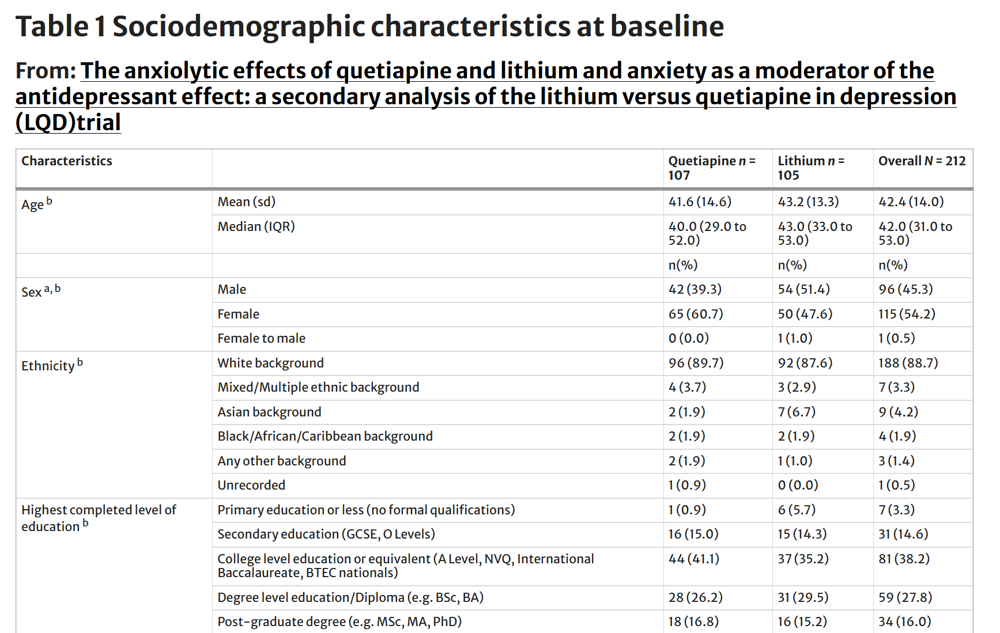 Table 1 Sociodemographic characteristics at baseline
From: The anxiolytic effects of quetiapine and lithium and anxiety as a moderator of the
antidepressant effect: a secondary analysis of the lithium versus quetiapine in depression
(LQD)trial
Characteristics Quetiapine n = 107 Lithium n = 105 Overall N = 212
Age b Mean (sd) 41.6 (14.6) 43.2 (13.3) 42.4 (14.0)
Median (IQR) 40.0 (29.0 to 52.0) 43.0 (33.0 to 53.0) 42.0 (31.0 to 53.0)
n(%) n(%) n(%)
Sex a, b Male 42 (39.3) 54 (51.4) 96 (45.3)
Female 65 (60.7) 50 (47.6) 115 (54.2)
Female to male 0 (0.0) 1 (1.0) 1 (0.5)
Ethnicity b White background 96 (89.7) 92 (87.6) 188 (88.7)
Mixed/Multiple ethnic background 4 (3.7) 3 (2.9) 7 (3.3)
Asian background 2 (1.9) 7 (6.7) 9 (4.2)
Black/African/Caribbean background 2 (1.9) 2 (1.9) 4 (1.9)
Any other background 2 (1.9) 1 (1.0) 3 (1.4)
Unrecorded 1 (0.9) 0 (0.0) 1 (0.5)
Highest completed level of education b Primary education or less (no formal qualifications) 1 (0.9) 6 (5.7) 7 (3.3)
Secondary education (GCSE, O Levels) 16 (15.0) 15 (14.3) 31 (14.6)
College level education or equivalent (A Level, NVQ, International Baccalaureate, BTEC nationals) 44 (41.1) 37 (35.2) 81 (38.2)
Degree level education/Diploma (e.g. BSc, BA) 28 (26.2) 31 (29.5) 59 (27.8)
Post-graduate degree (e.g. MSc, MA, PhD) 18 (16.8) 16 (15.2) 34 (16.0)